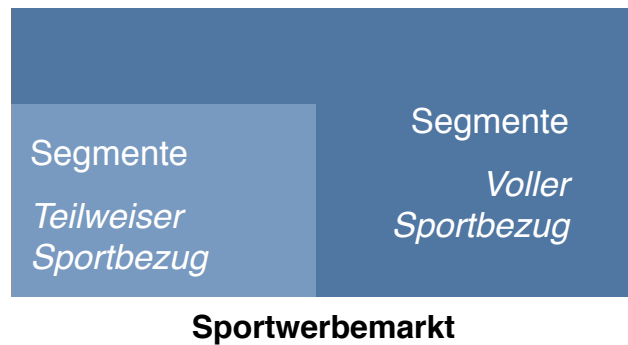 Segmente
Teilweiser
Sportbezug
Segmente
Voller
Sportbezug
Sportwerbemarkt